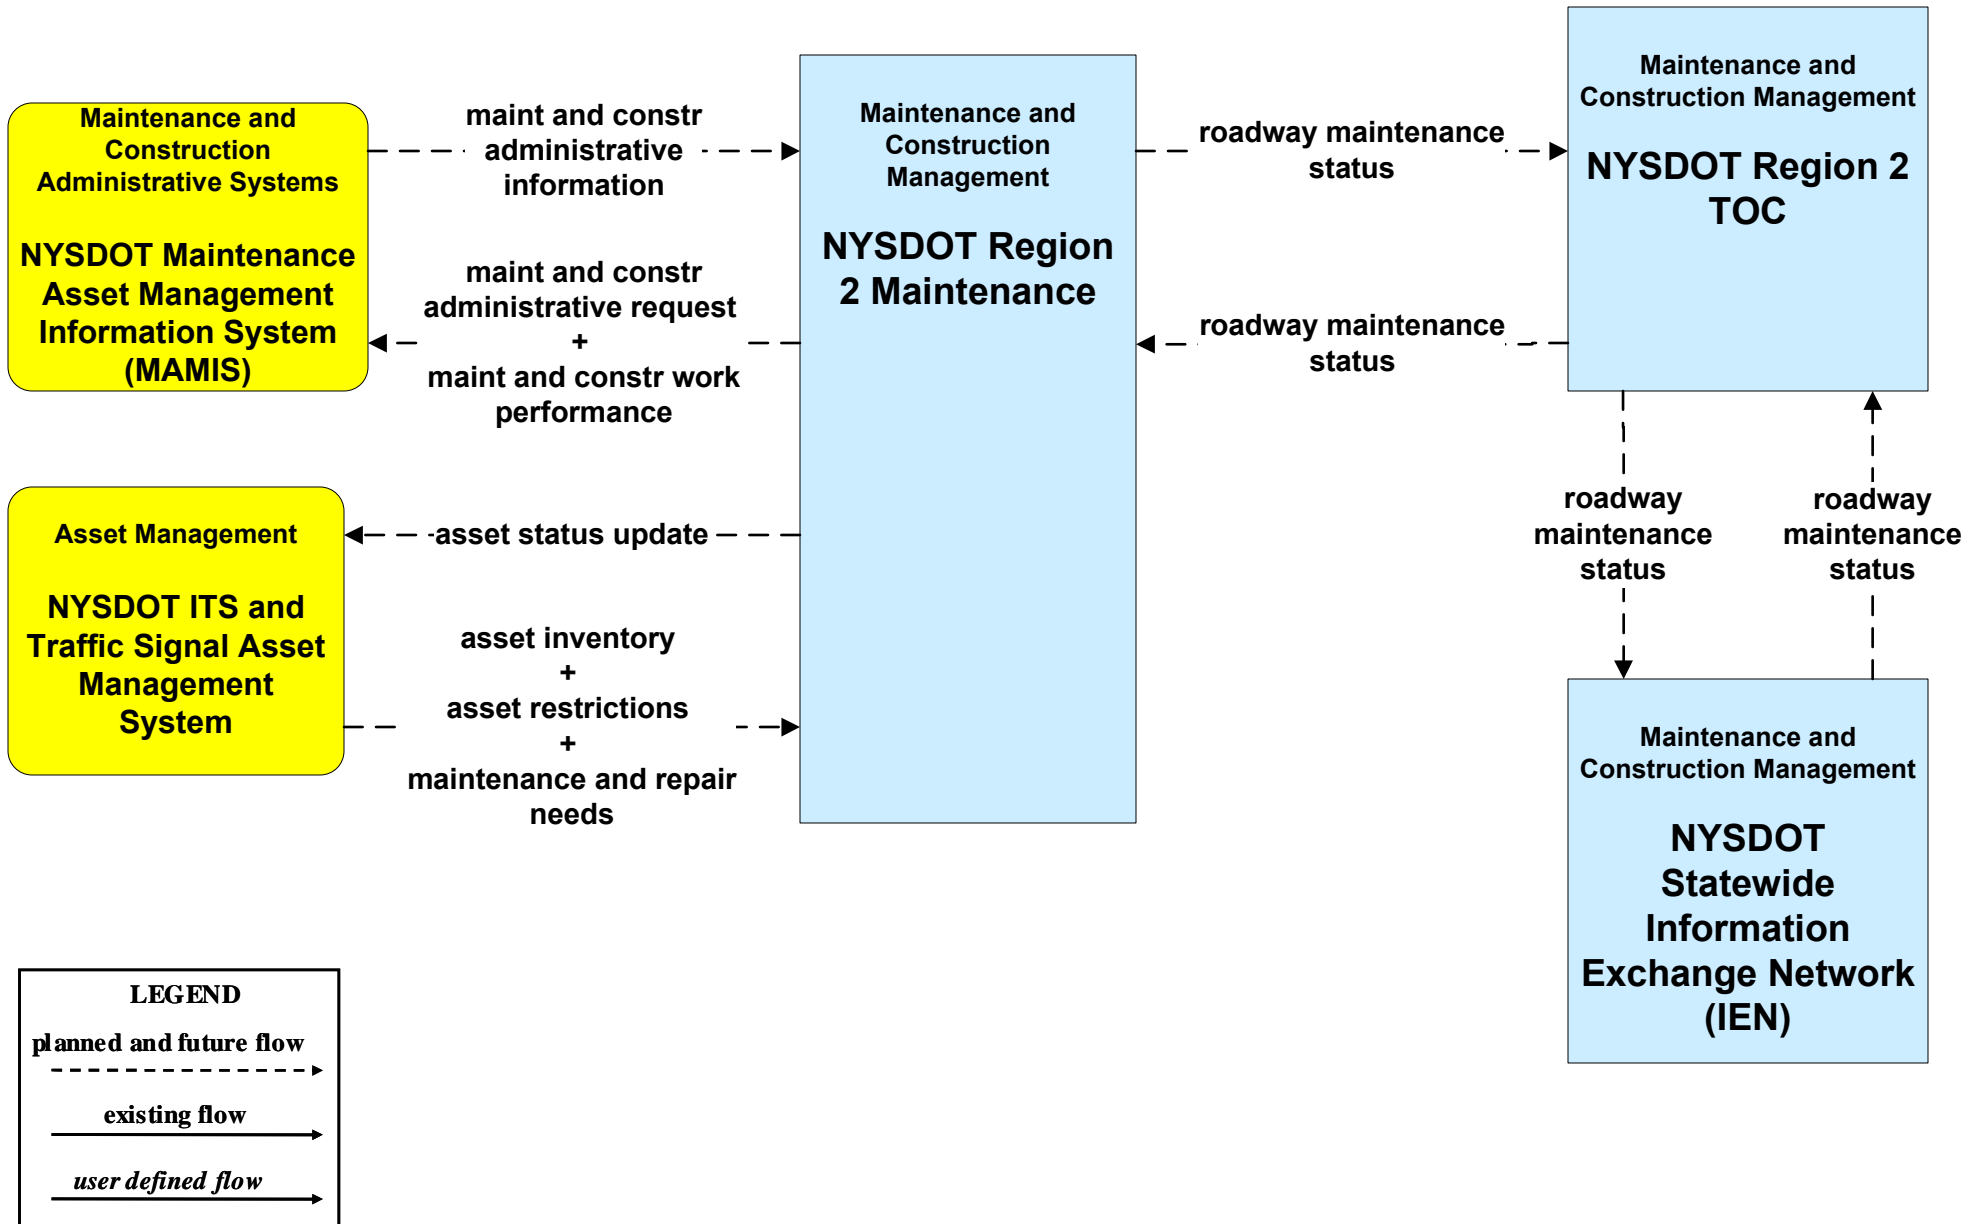 Maintenance and
Construction
Administrative Systems
NYSDOT Maintenance
Asset Management
Information System
(MAMIS)
maint and constr
administrative
information
maint and constr
administrative request
+
maint and constr work
performance
Maintenance and
Construction
Management
NYSDOT Region
2 Maintenance
roadway maintenance
status
roadway maintenance
status
Maintenance and
Construction Management
NYSDOT Region 2
TOC
Asset Management
NYSDOT ITS and
Traffic Signal Asset
Management
System
asset status update
asset inventory
+
asset restrictions
+
maintenance and repair
needs
roadway
maintenance
status
roadway
maintenance
status
Maintenance and
Construction Management
NYSDOT
Statewide
Information
Exchange Network
(IEN)
LEGEND
planned and future flow
existing flow
user defined flow